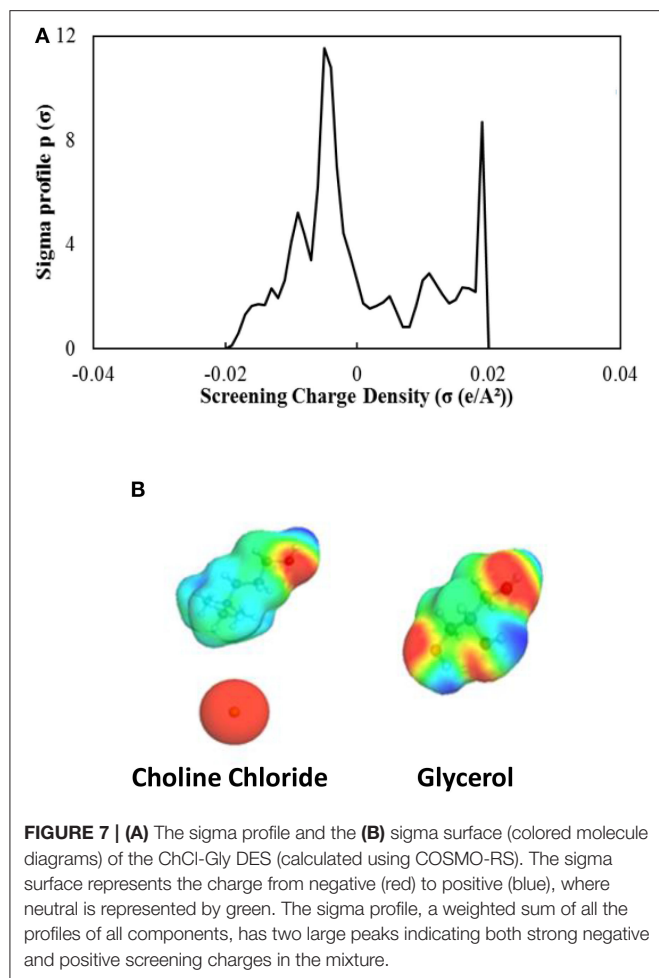 A
12
8
4
0
Sigma profile p (σ)
-0.04 -0.02 0 0.02 0.04
Screening Charge Density (σ (e/A²))
B
Choline Chloride Glycerol
FIGURE 7 | (A) The sigma profile and the (B) sigma surface (colored molecule
diagrams) of the ChCl-Gly DES (calculated using COSMO-RS). The sigma
surface represents the charge from negative (red) to positive (blue), where
neutral is represented by green. The sigma profile, a weighted sum of all the
profiles of all components, has two large peaks indicating both strong negative
and positive screening charges in the mixture.